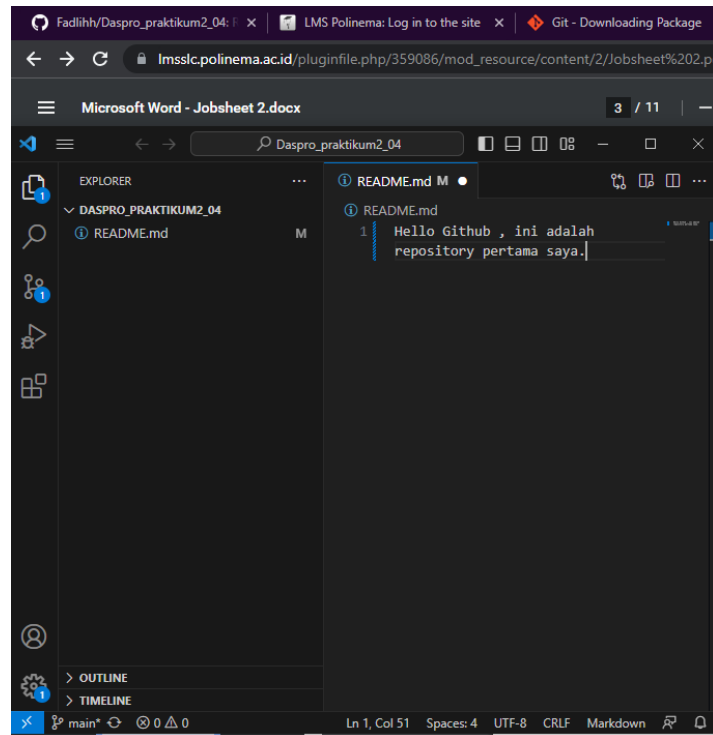 Fadlihh/Daspro_praktikum2_04: R
LMS Polinema: Log in to the site
Git - Downloading Package
lmsslc.polinema.ac.id/pluginfile.php/359086/mod_resource/content/2/Jobsheet%202.p
Microsoft Word - Jobsheet 2.docx
3 / 11
Daspro_praktikum2_04
EXPLORER
DASPRO_PRAKTIKUM2_04
README.md M
README.md M
README.md
1 Hello Github , ini adalah
repository pertama saya.
1
1
OUTLINE
TIMELINE
1
main* 0 0
Ln 1, Col 51 Spaces: 4 UTF-8 CRLF Markdown